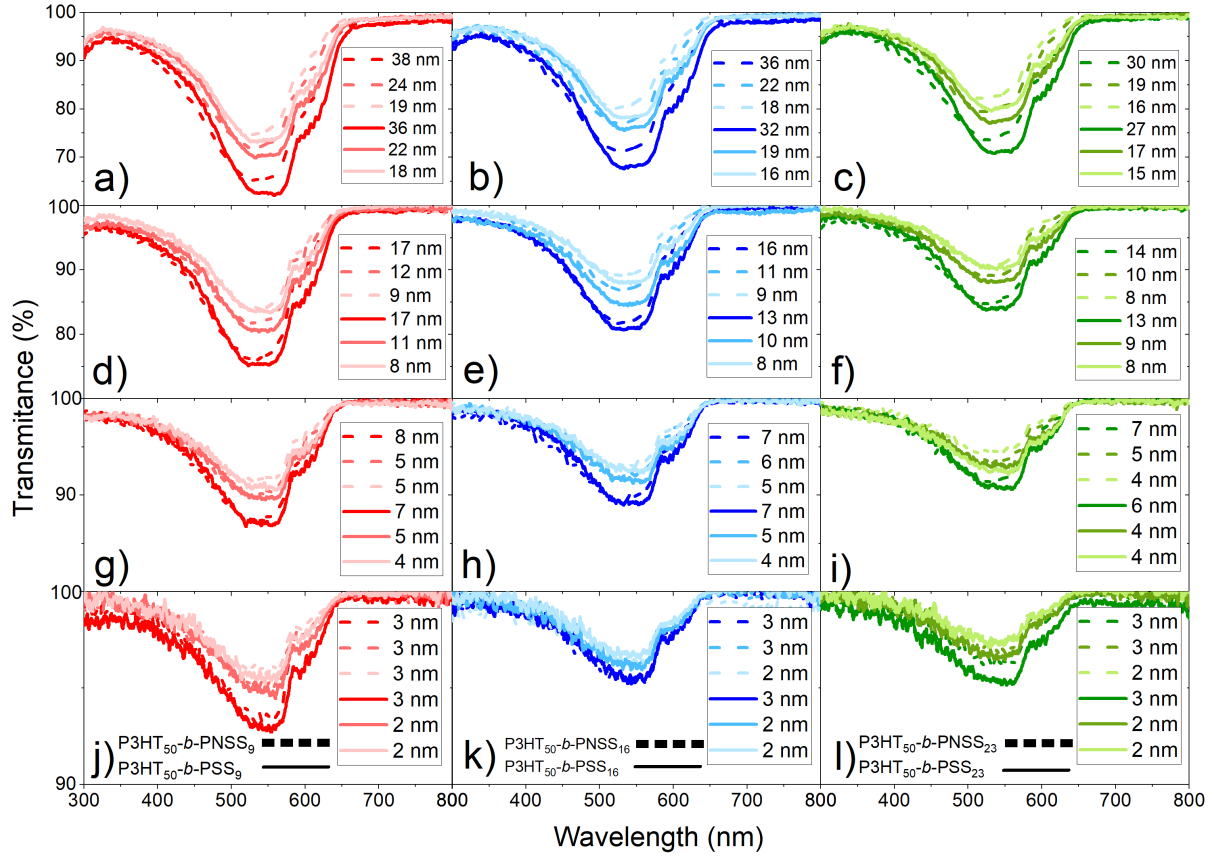 Transmitance (%)
100
90
80
70
a)
38 nm
24 nm
19 nm
36 nm
22 nm
18 nm
b)
36 nm
22 nm
18 nm
32 nm
19 nm
16 nm
c)
30 nm
19 nm
16 nm
27 nm
17 nm
15 nm
100
90
80
d)
17 nm
12 nm
9 nm
17 nm
11 nm
8 nm
e)
16 nm
11 nm
9 nm
13 nm
10 nm
8 nm
f)
14 nm
10 nm
8 nm
13 nm
9 nm
8 nm
100
90
g)
8 nm
5 nm
5 nm
7 nm
5 nm
4 nm
h)
7 nm
6 nm
5 nm
7 nm
5 nm
4 nm
i)
7 nm
5 nm
4 nm
6 nm
4 nm
4 nm
100
90
j)
3 nm
3 nm
3 nm
3 nm
2 nm
2 nm
P3HT50-b-PNSS9
P3HT50-b-PSS9
k)
3 nm
3 nm
2 nm
3 nm
2 nm
2 nm
P3HT50-b-PNSS16
P3HT50-b-PSS16
l)
3 nm
3 nm
2 nm
3 nm
2 nm
2 nm
P3HT50-b-PNSS23
P3HT50-b-PSS23
300 400 500 600 700 800 400 500 600 700 800 400 500 600 700 800
Wavelength (nm)